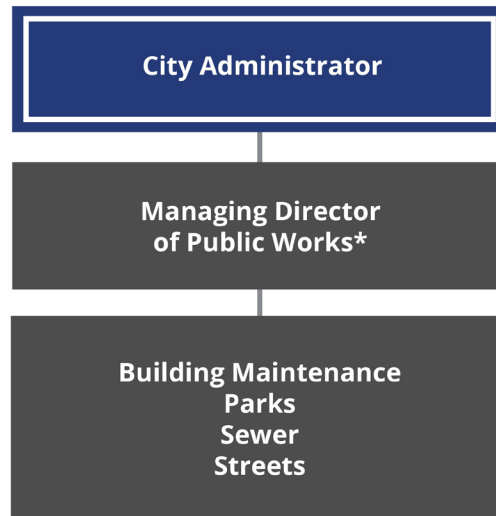 City Administrator
Managing Director
of Public Works*
Building Maintenance
Parks
Sewer
Streets